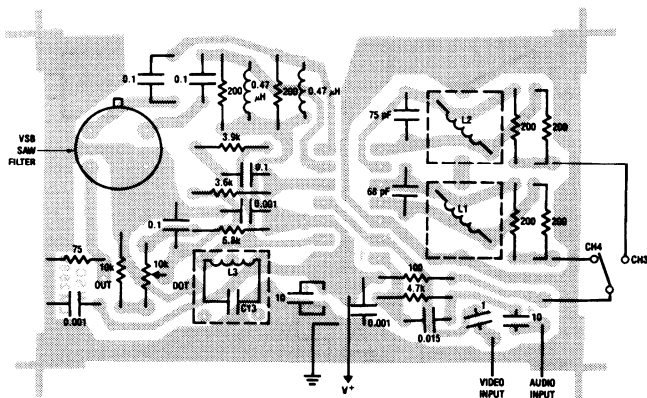 0.1
0.1
200
0.47
μH
200
0.47 μH
75 pF
L2
200
200
VSB
SAW
FILTER
3.9k
0.1
3.6k
0.001
0.1
6.8k
68 pF
L1
200
200
CH4
CH3
75
10k
OUT
10k
DOT
L3
CY3
0.001
10
0.001
100
4.7k
0.015
1
10
V+
VIDEO
INPUT
AUDIO
INPUT